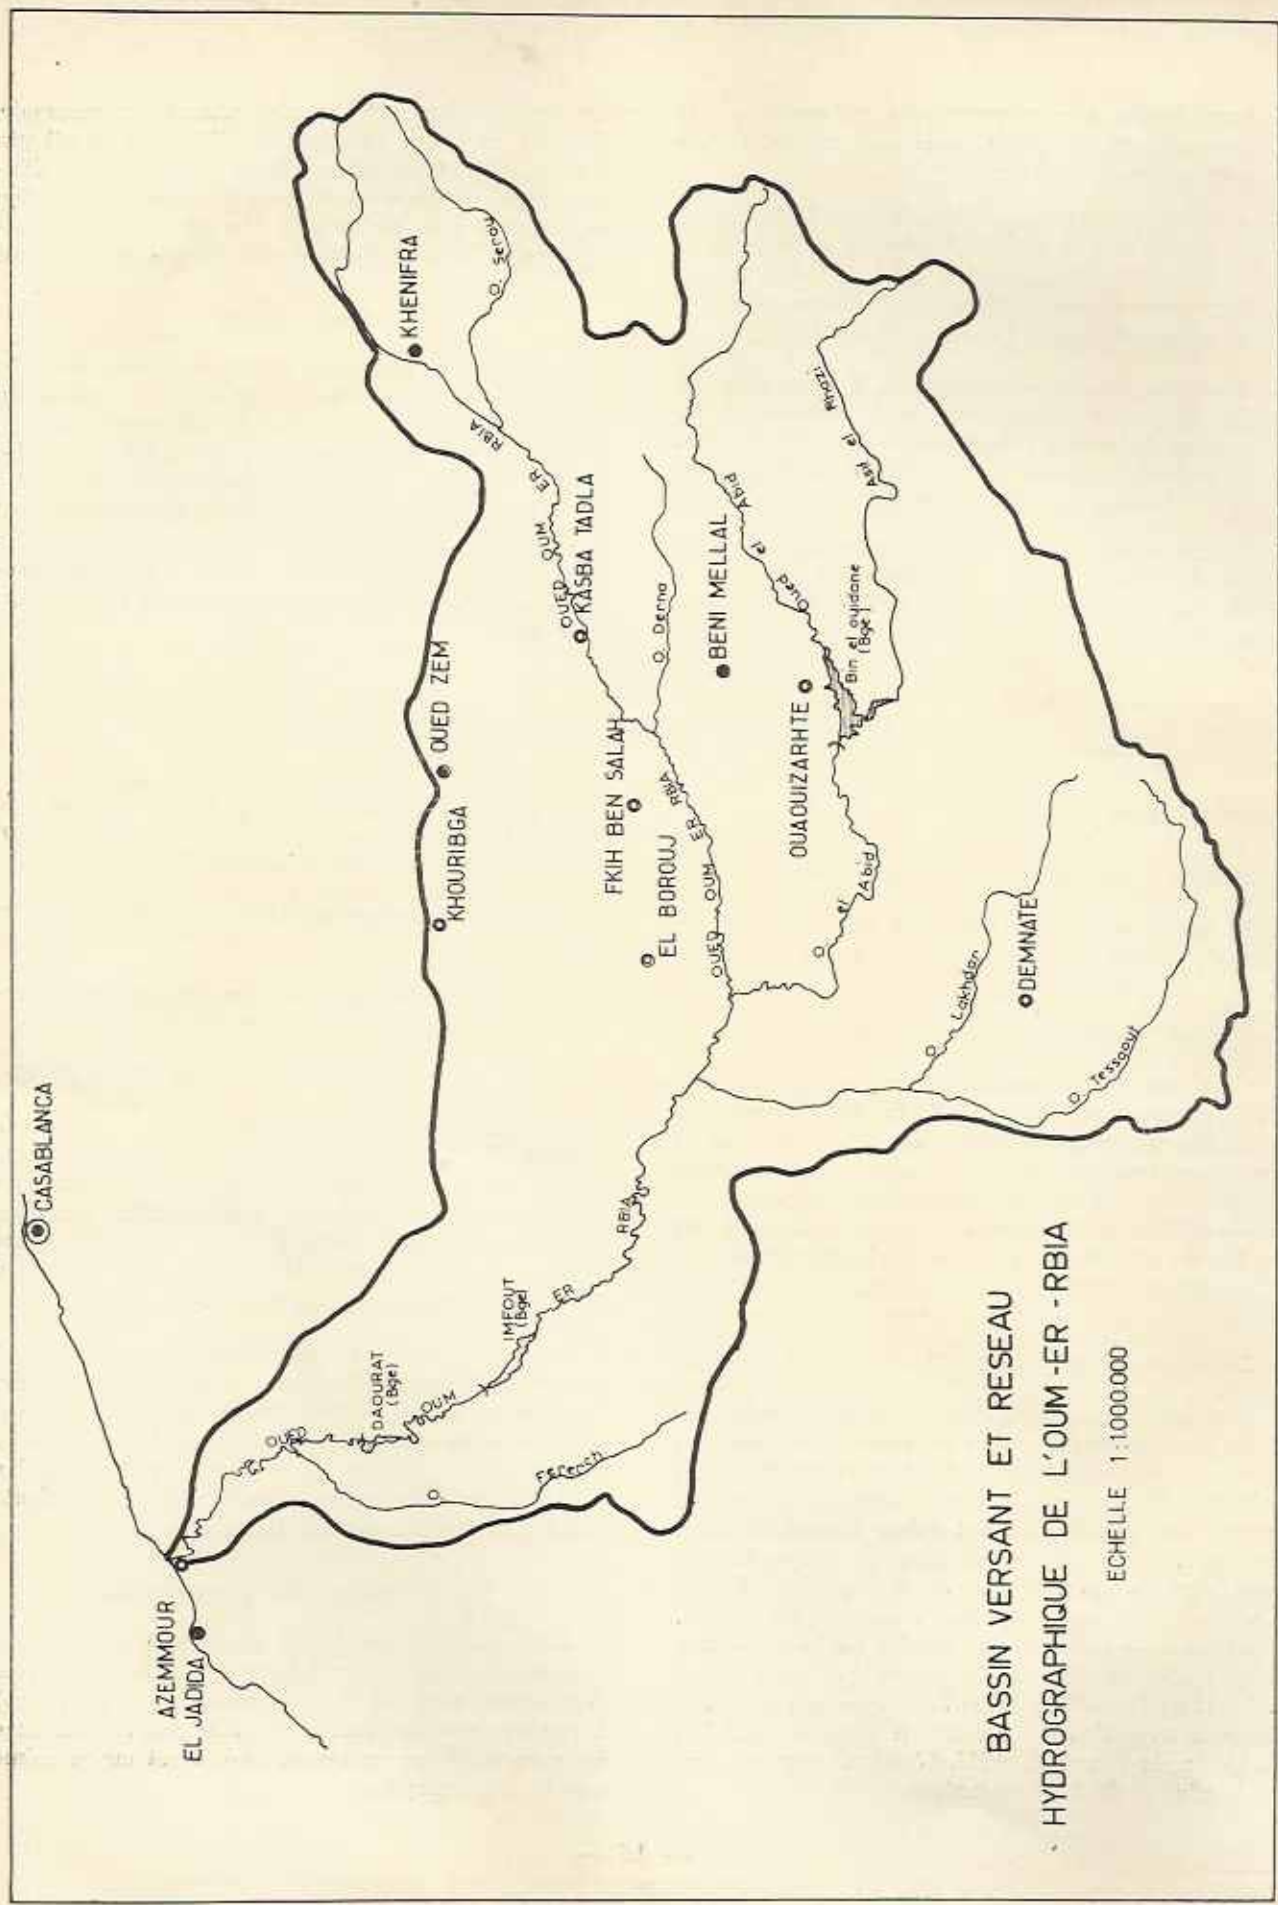 CASABLANCA
AZEMMOUR
EL JADIDA
KHOURIBGA
OUED ZEM
KHENIFRA
O. Serou
RBIA
ER
OUM
OUED
KASBA TADLA
O Derna
FKIH BEN SALAH
EL BOROUJ
BENI MELLAL
OUAOUIZARHTE
Oued el Abid
Bin el ouidane
(Bge)
Asif el
OUED OUM ER RBIA
O. el Abid
O Lakhdar
DEMNATE
O Tessaout
OUED
DAOURAT
(Bge)
OUM
IMFOUT
(Bge)
ER
RBIA
O
BASSIN VERSANT ET RESEAU
HYDROGRAPHIQUE DE L'OUM-ER-RBIA
ECHELLE 1:1000.000